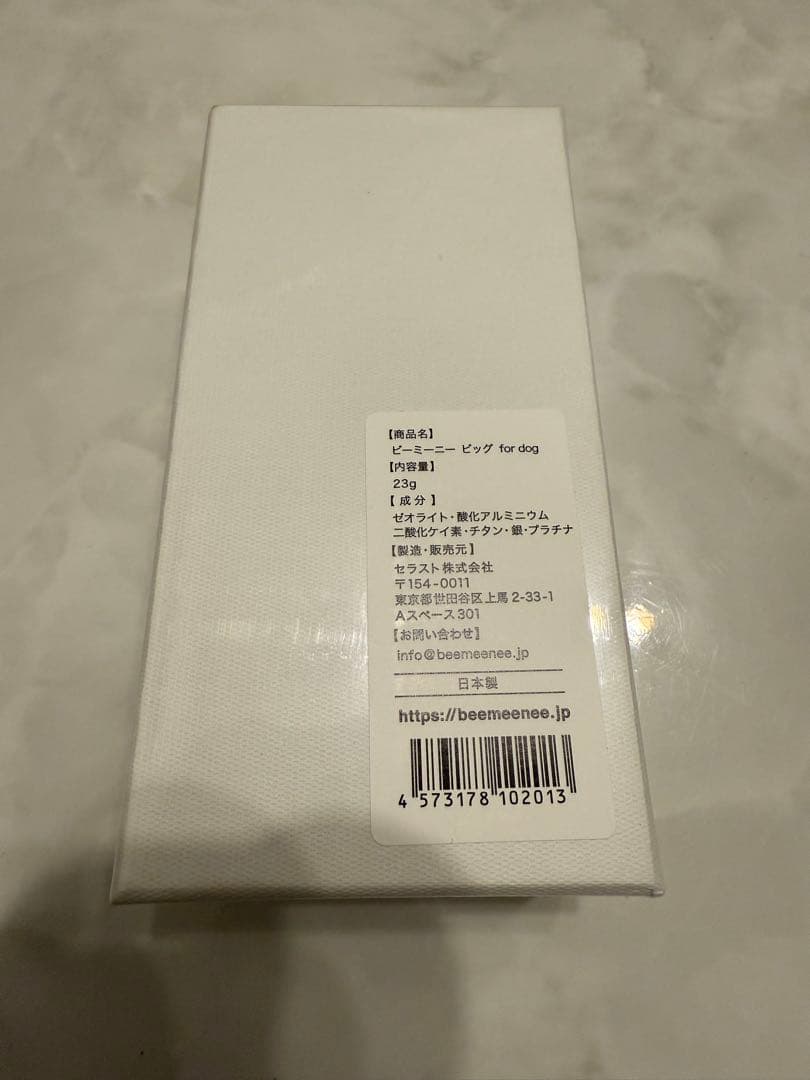 【商品名】
ビーミーニー ビッグ for dog
【内容量】
23g
【成分】
ゼオライト・酸化アルミニウム
二酸化ケイ素・チタン・銀・プラチナ
【製造・販売元】
セラスト株式会社
〒154-0011
東京都世田谷区上馬2-33-1
Aスペース301
【お問い合わせ】
info@beemeenee.jp
日本製
https://beemeenee.jp
4 573178 102013